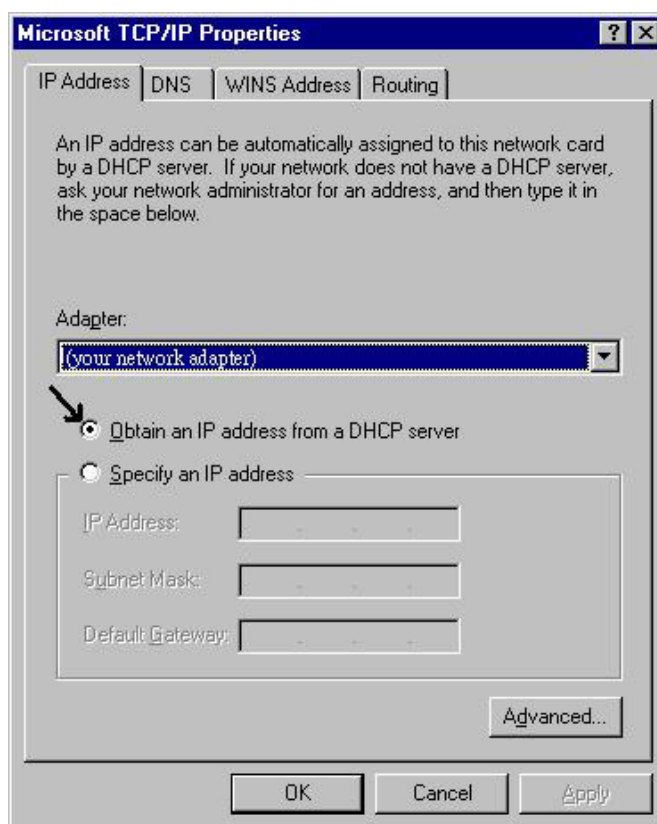 Microsoft TCP/IP Properties
IP Address DNS WINS Address Routing
An IP address can be automatically assigned to this network card
by a DHCP server. If your network does not have a DHCP server,
ask your network administrator for an address, and then type it in
the space below.
Adapter:
(your network adapter)
Obtain an IP address from a DHCP server
Specify an IP address
IP Address:
Subnet Mask:
Default Gateway:
Advanced...
OK Cancel Apply